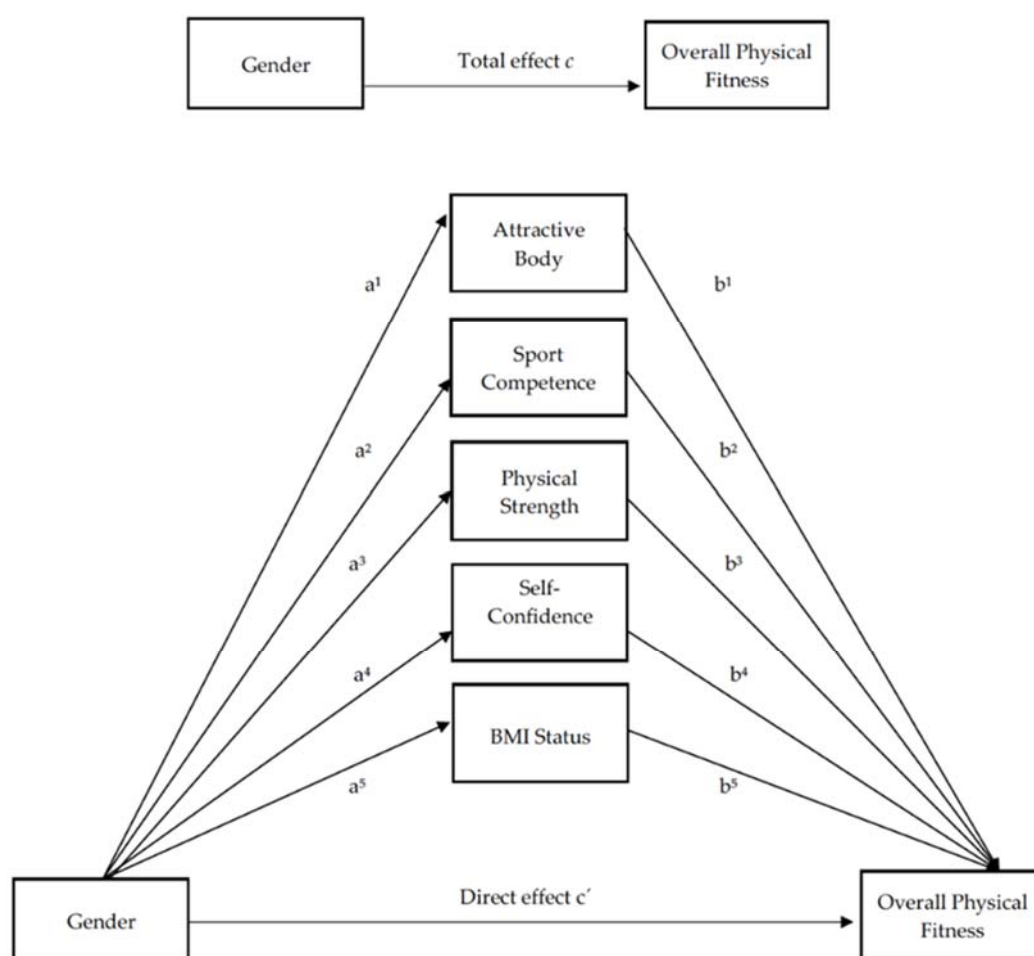 Gender
Total effect c
Overall Physical
Fitness
Attractive
Body
a¹
b¹
Sport
Competence
a²
b²
Physical
Strength
a³
b³
Self-
Confidence
a⁴
b⁴
BMI Status
a⁵
b⁵
Gender
Direct effect c´
Overall Physical
Fitness